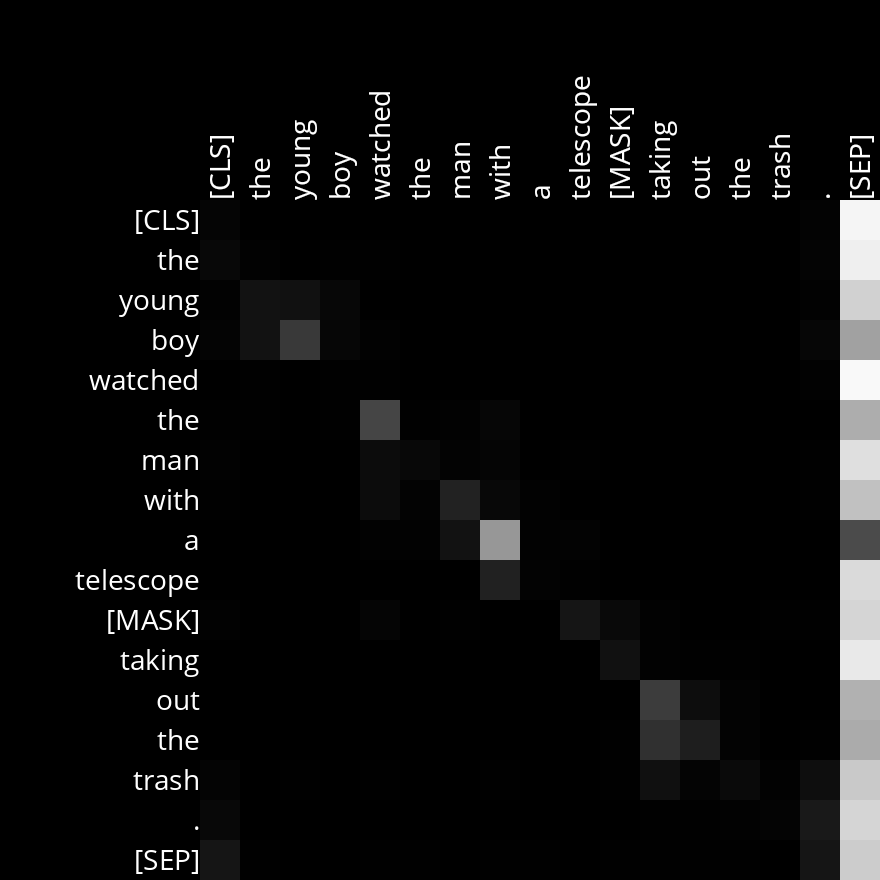 [CLS] the young boy watched the man with a telescope [MASK] taking out the trash . [SEP]
[CLS]
the
young
boy
watched
the
man
with
a
telescope
[MASK]
taking
out
the
trash
.
[SEP]